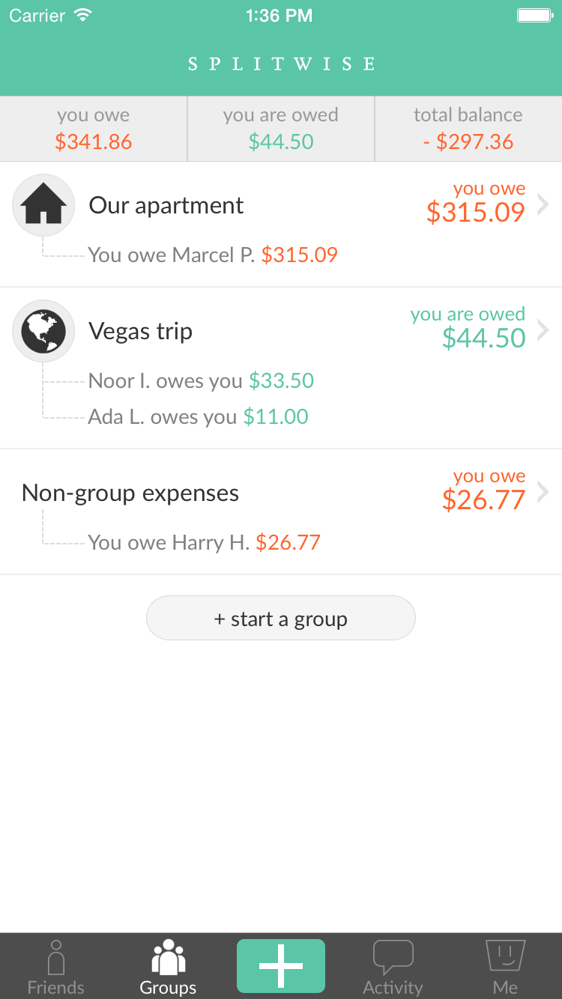 Carrier 1:36 PM
SPLITWISE
you owe you are owed total balance
$341.86 $44.50 - $297.36
you owe
Our apartment $315.09
You owe Marcel P. $315.09
you are owed
Vegas trip $44.50
Noor I. owes you $33.50
Ada L. owes you $11.00
you owe
Non-group expenses $26.77
You owe Harry H. $26.77
+ start a group
Friends Groups Activity Me